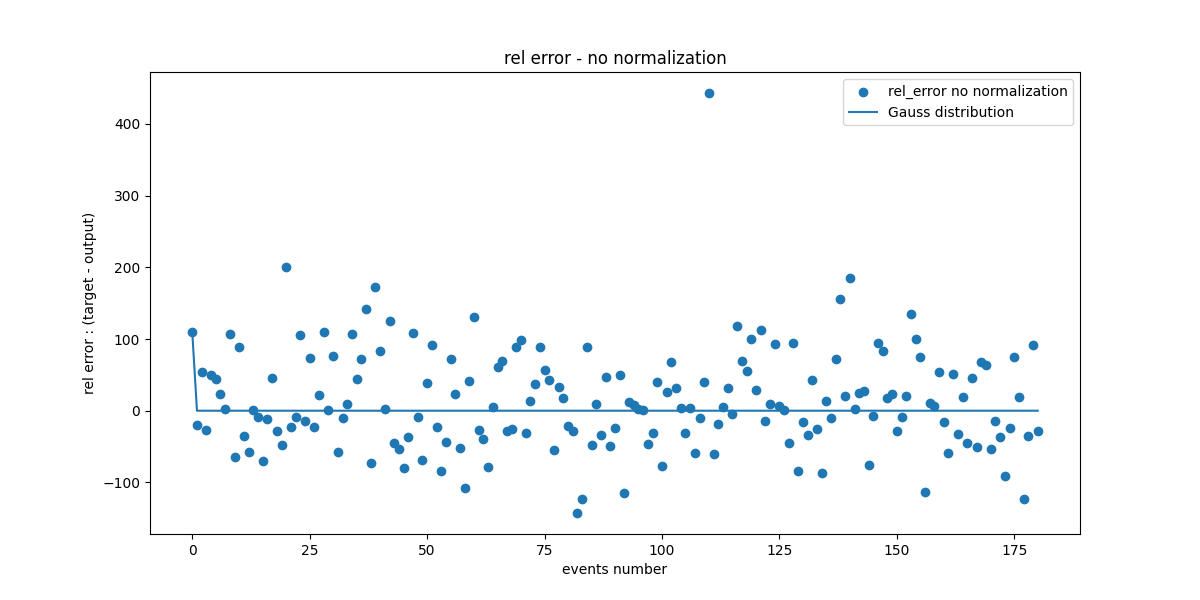 rel error - no normalization
rel_error no normalization
Gauss distribution
400
300
200
100
0
−100
rel error : (target - output)
0
25
50
75
100
125
150
175
events number